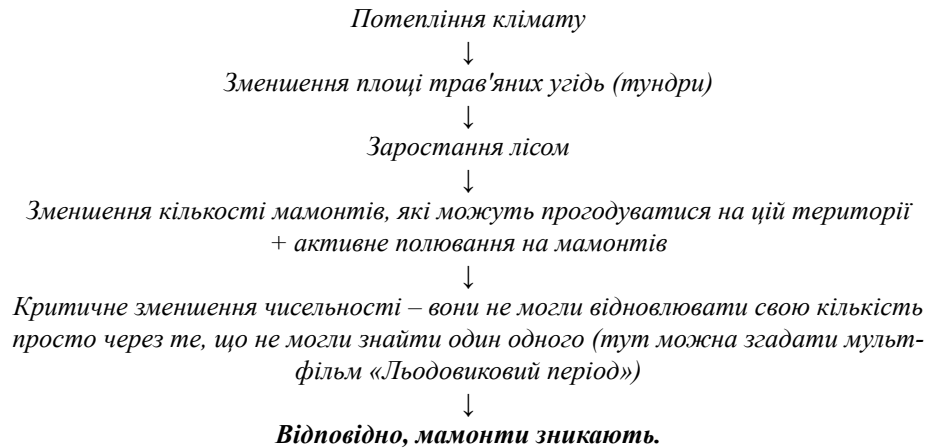 Потепління клімату
↓
Зменшення площі трав'яних угідь (тундри)
↓
Заростання лісом
↓
Зменшення кількості мамонтів, які можуть прогодуватися на цій території
+ активне полювання на мамонтів
↓
Критичне зменшення чисельності – вони не могли відновлювати свою кількість
просто через те, що не могли знайти один одного (тут можна згадати мульт-
фільм «Льодовиковий період»)
↓
Відповідно, мамонти зникають.